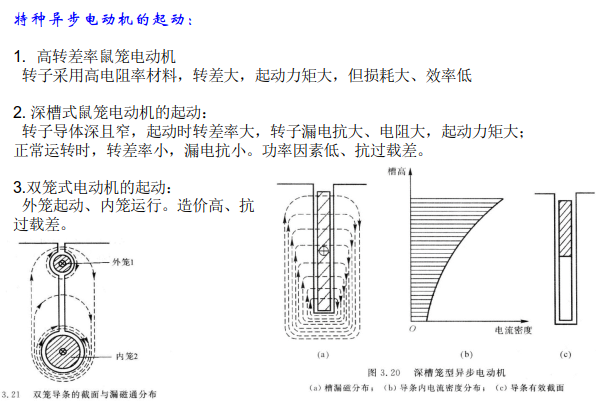 特种异步电动机的起动：
1. 高转差率鼠笼电动机
转子采用高电阻率材料，转差大，起动力矩大，但损耗大、效率低
2. 深槽式鼠笼电动机的起动：
转子导体深且窄，起动时转差率大，转子漏电抗大、电阻大，起动力矩大；
正常运转时，转差率小，漏电抗小。功率因素低、抗过载差。
3.双笼式电动机的起动：
外笼起动、内笼运行。造价高、抗
过载差。
外笼1
内笼2
3.21 双笼导条的截面与漏磁通分布
槽高
O
电流密度
(a)
(b)
(c)
图 3.20 深槽笼型异步电动机
(a) 槽漏磁分布；(b) 导条内电流密度分布；(c) 导条有效截面